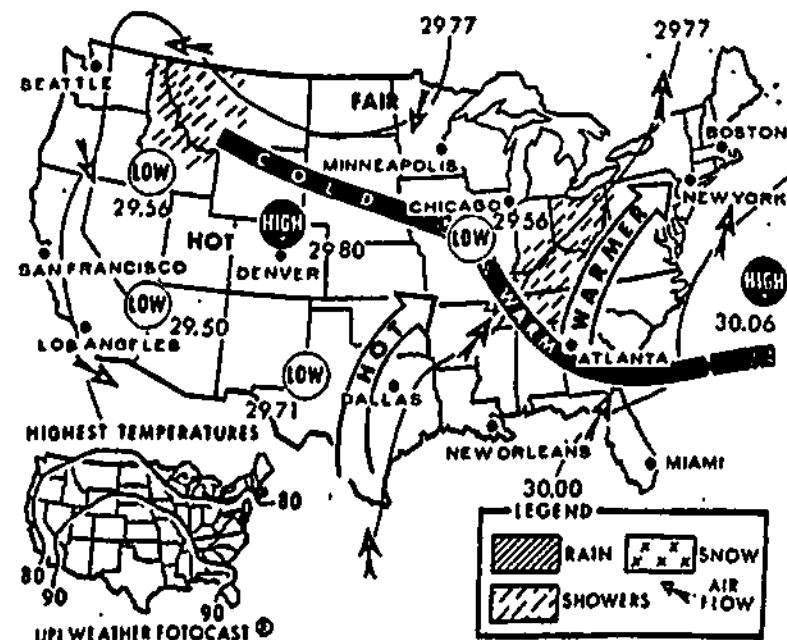 2977
2977
SEATTLE
FAIR
BOSTON
COLD
MINNEAPOLIS
LOW
29.56
CHICAGO
29.56
NEW YORK
HIGH
LOW
WARMER
HOT
29.80
HIGH
SAN FRANCISCO
DENVER
LOW
29.50
WARM
30.06
LOS ANGELES
HOT
ATLANTA
LOW
29.71
DALLAS
HIGHEST TEMPERATURES
NEW ORLEANS
MIAMI
30.00
80
80
90
90
LEGEND
RAIN
SNOW
SHOWERS
AIR
FLOW
UPI WEATHER FOTOCAST ®